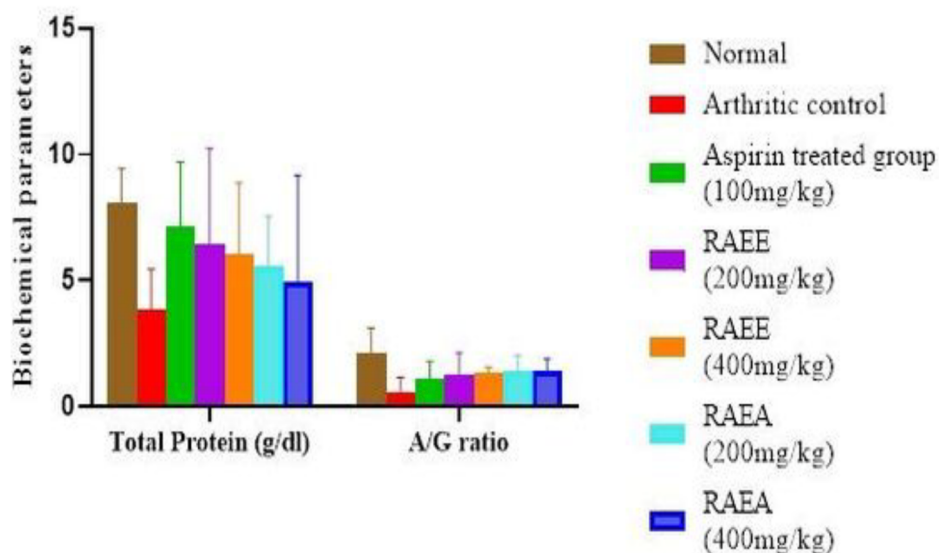 Biochemical parameters
15
10
5
0
Total Protein (g/dl)
A/G ratio
Normal
Arthritic control
Aspirin treated group
(100mg/kg)
RAEE
(200mg/kg)
RAEE
(400mg/kg)
RAEA
(200mg/kg)
RAEA
(400mg/kg)